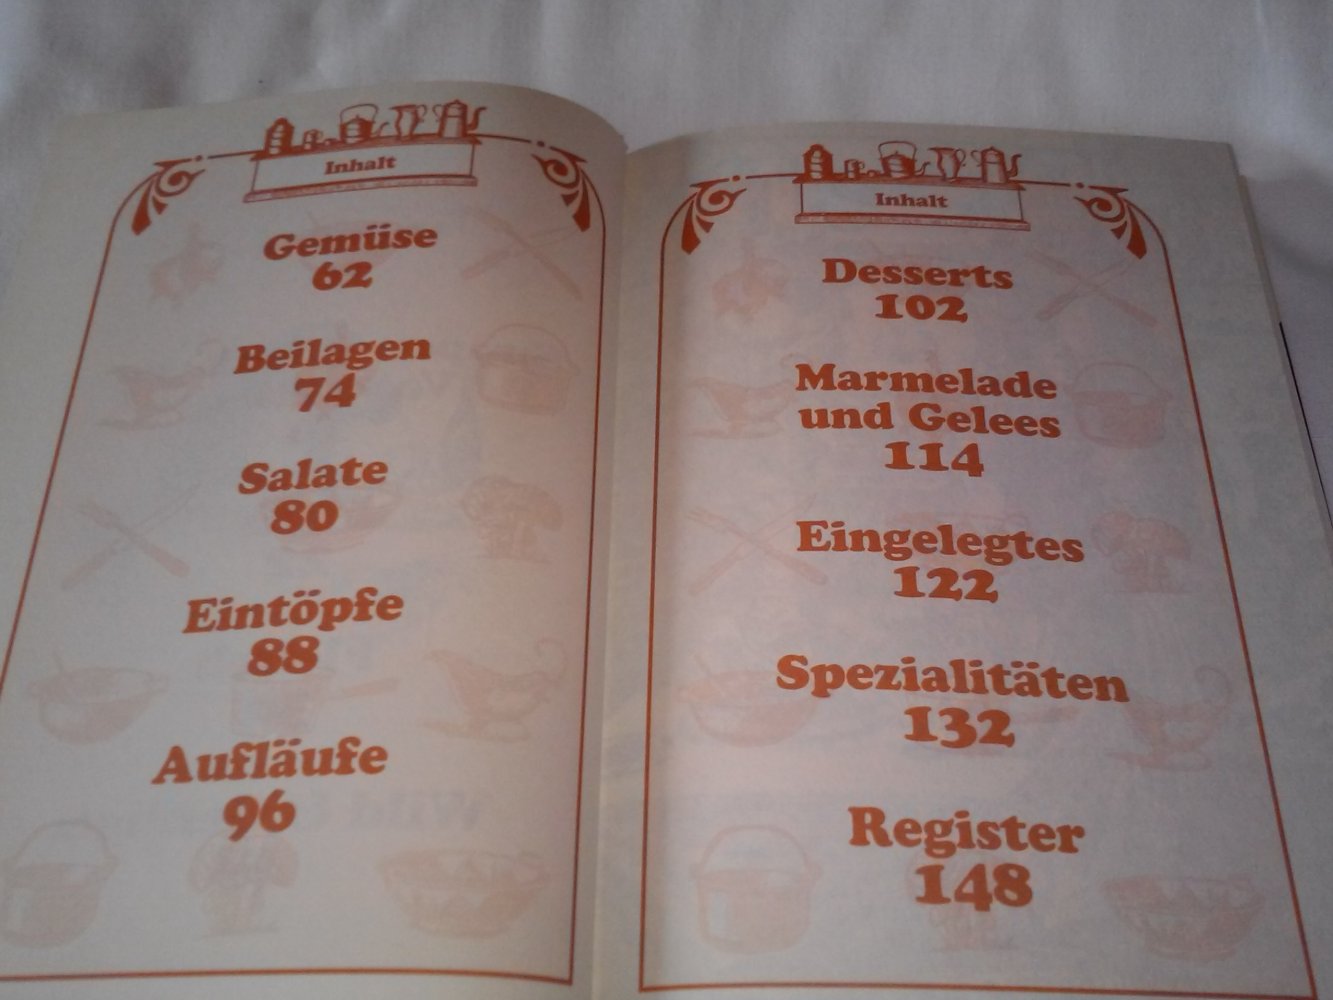 Inhalt
Gemüse
62
Beilagen
74
Salate
80
Eintöpfe
88
Aufläufe
96
Inhalt
Desserts
102
Marmelade
und Gelees
114
Eingelegtes
122
Spezialitäten
132
Register
148